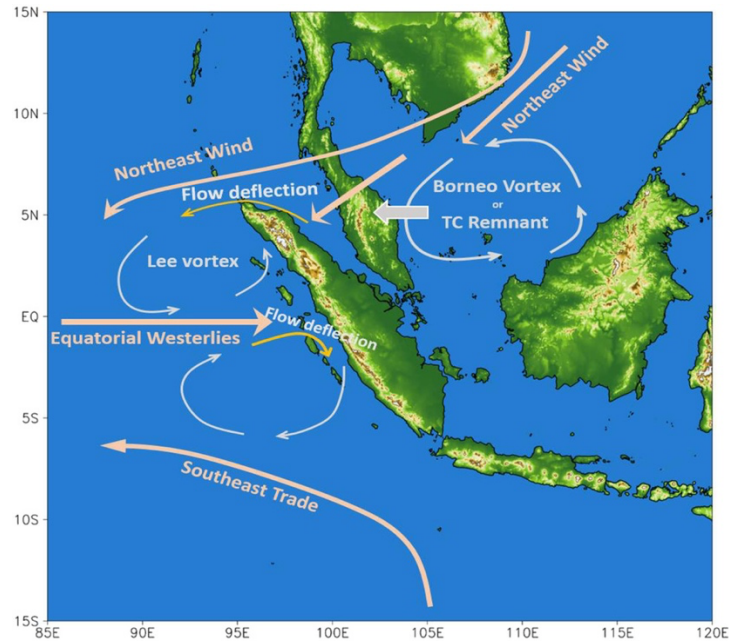 15N
10N
5N
EQ
5S
10S
15S
Northeast Wind
Northeast Wind
Flow deflection
Borneo Vortex
or
TC Remnant
Lee vortex
Equatorial Westerlies
Flow deflection
Southeast Trade
85E
90E
95E
100E
105E
110E
115E
120E